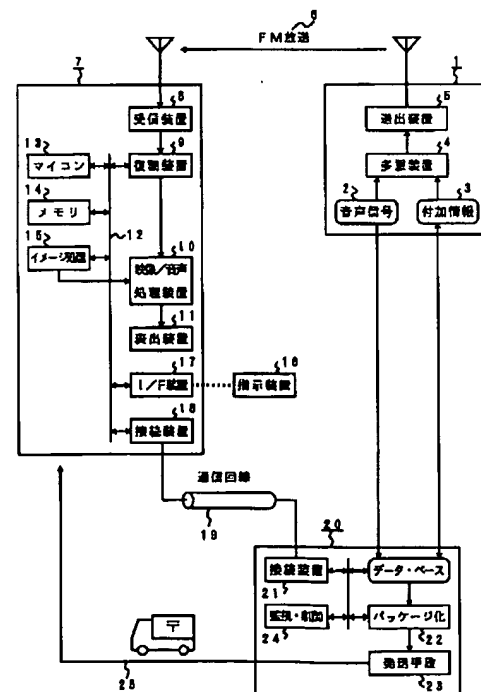 6
FM放送
7
1
8
受信装置
5
送出装置
9
復調装置
4
多重装置
13
マイコン
2
音声信号
3
付加情報
14
メモリ
12
15
イメージ処理
10
映像/音声
処理装置
11
表出装置
17
I/F装置
16
指示装置
18
接続装置
通信回線
19
20
接続装置
21
データ・ベース
監視・制御
24
パッケージ化
22
発送手段
23
〒
25